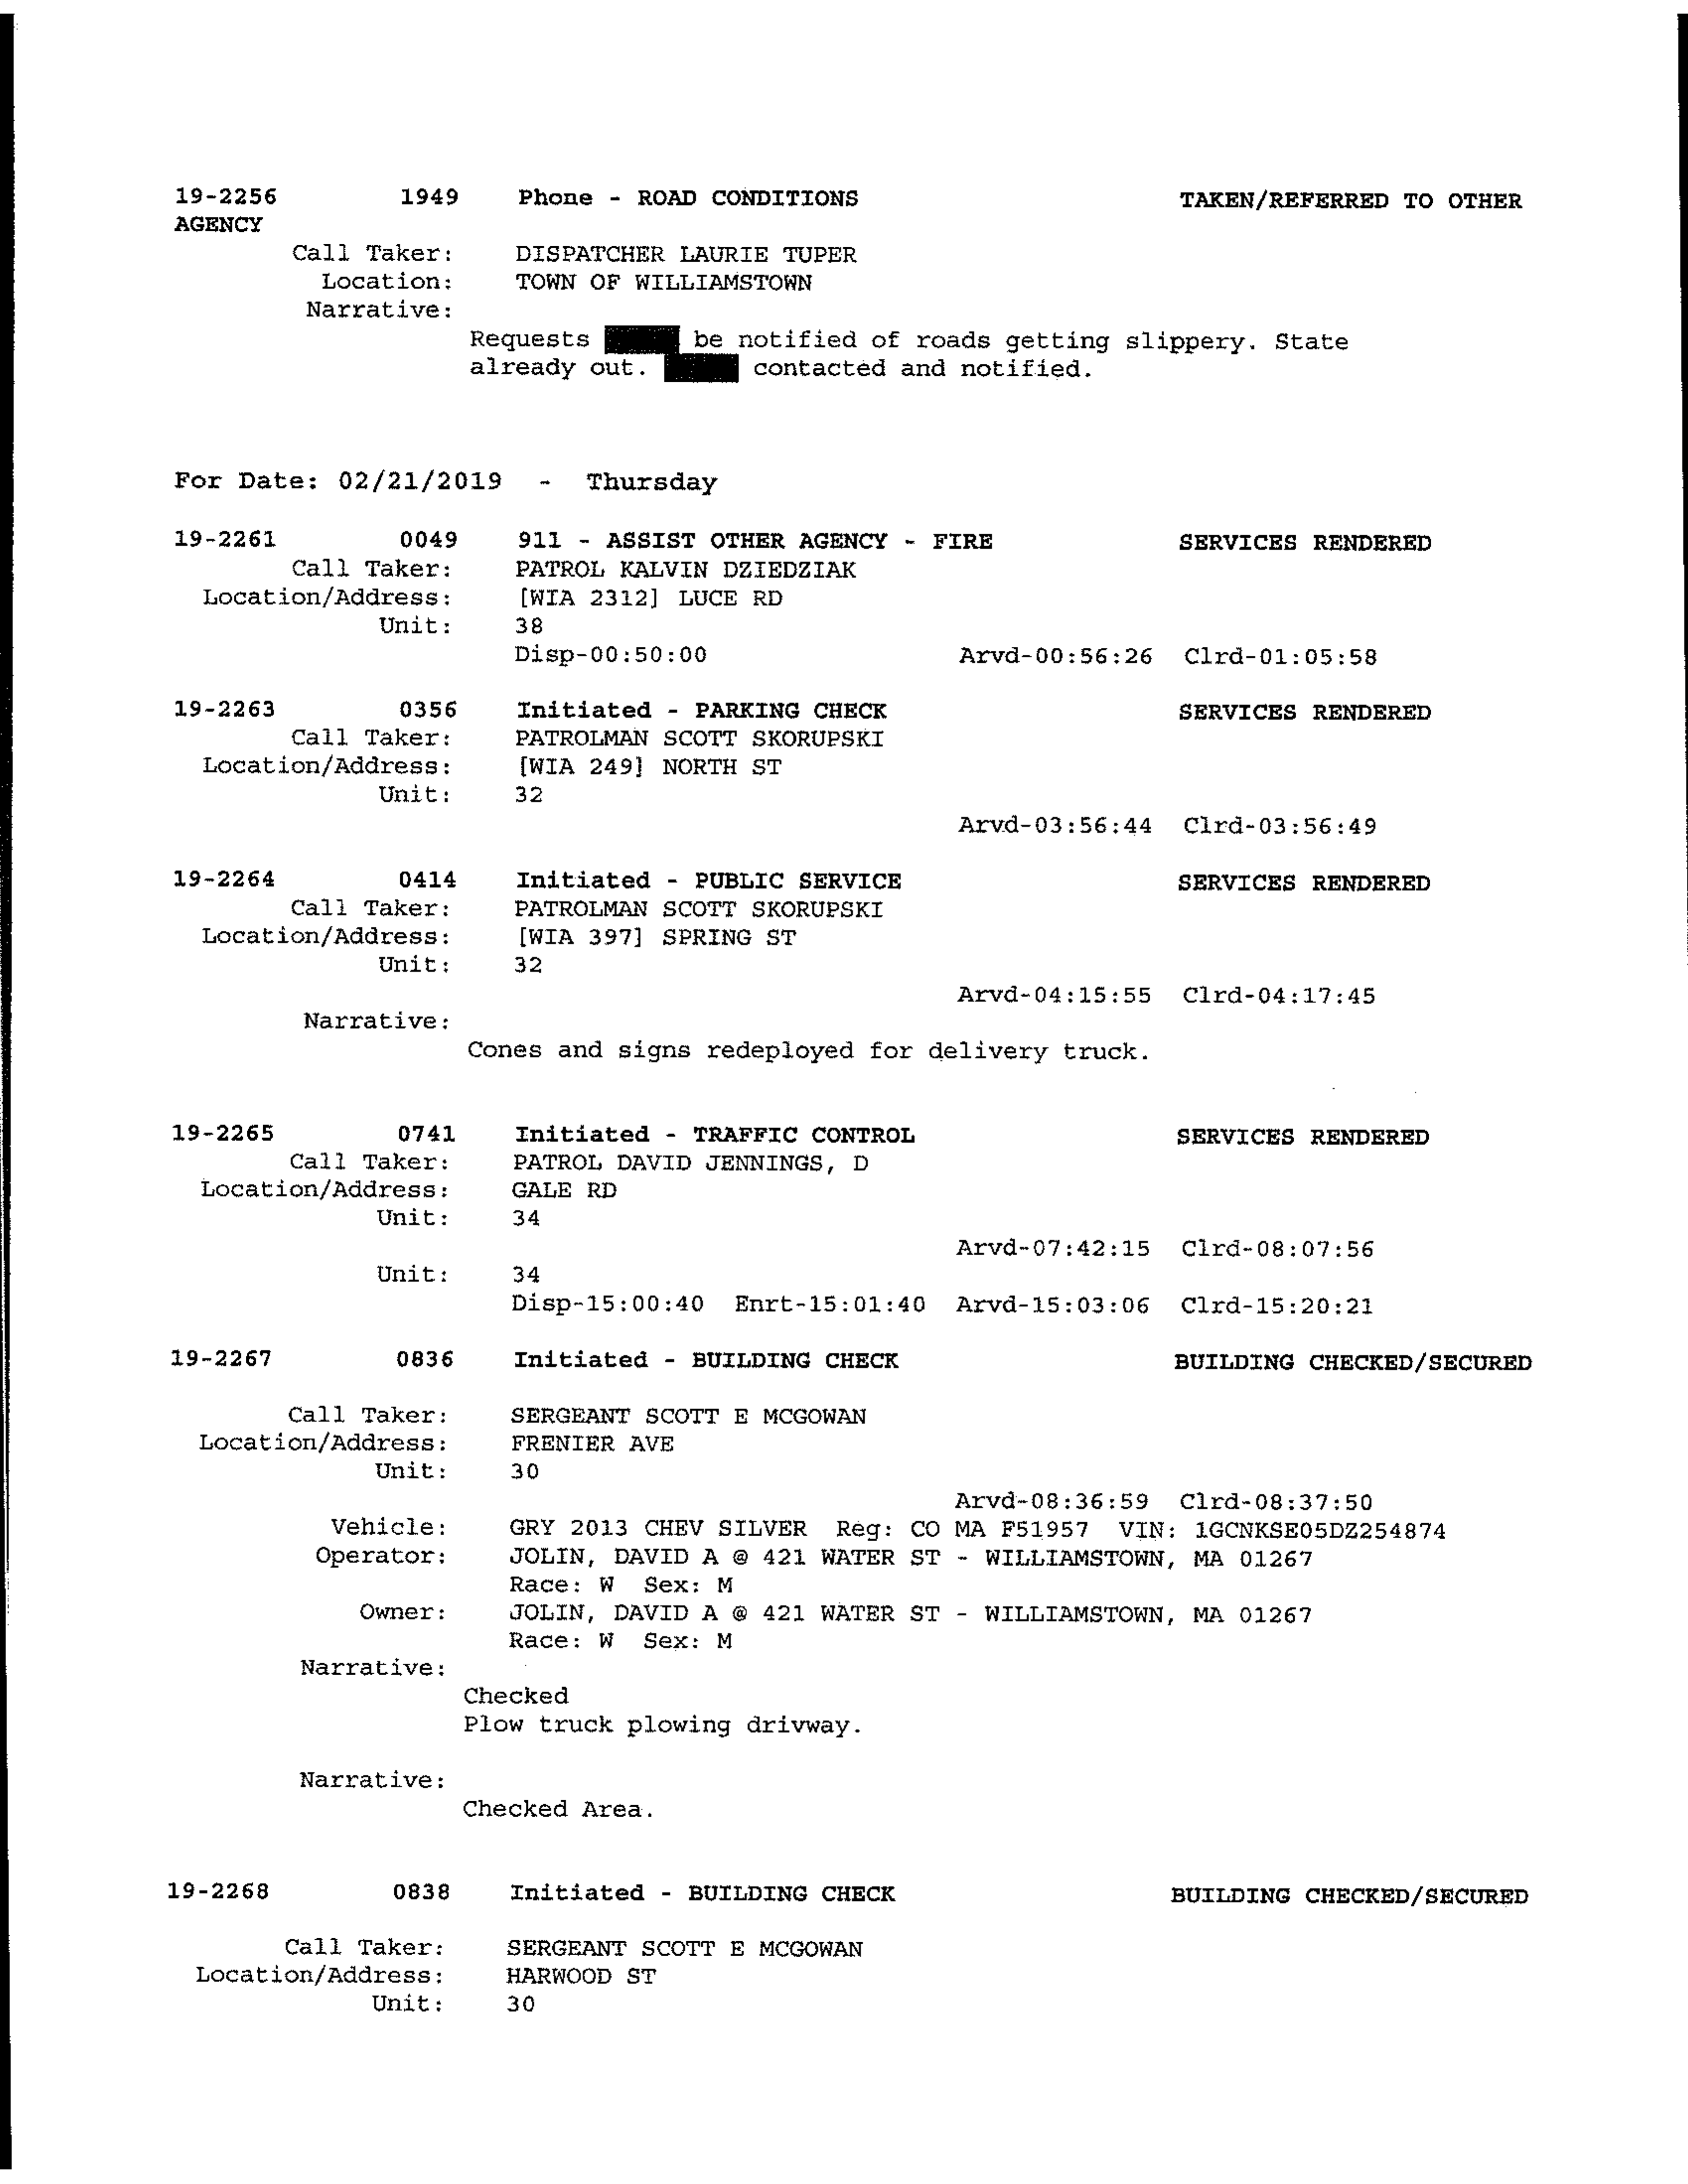 19-2256 1949 Phone - ROAD CONDITIONS TAKEN/REFERRED TO OTHER
AGENCY
Call Taker: DISPATCHER LAURIE TUPER
Location: TOWN OF WILLIAMSTOWN
Narrative:
Requests be notified of roads getting slippery. State
already out. contacted and notified.
For Date: 02/21/2019 - Thursday
19-2261 0049 911 - ASSIST OTHER AGENCY - FIRE SERVICES RENDERED
Call Taker: PATROL KALVIN DZIEDZIAK
Location/Address: [WIA 2312] LUCE RD
Unit: 38
Disp-00:50:00 Arvd-00:56:26 Clrd-01:05:58
19-2263 0356 Initiated - PARKING CHECK SERVICES RENDERED
Call Taker: PATROLMAN SCOTT SKORUPSKI
Location/Address: [WIA 249] NORTH ST
Unit: 32
Arvd-03:56:44 Clrd-03:56:49
19-2264 0414 Initiated - PUBLIC SERVICE SERVICES RENDERED
Call Taker: PATROLMAN SCOTT SKORUPSKI
Location/Address: [WIA 397] SPRING ST
Unit: 32
Arvd-04:15:55 Clrd-04:17:45
Narrative:
Cones and signs redeployed for delivery truck.
19-2265 0741 Initiated - TRAFFIC CONTROL SERVICES RENDERED
Call Taker: PATROL DAVID JENNINGS, D
Location/Address: GALE RD
Unit: 34
Arvd-07:42:15 Clrd-08:07:56
Unit: 34
Disp-15:00:40 Enrt-15:01:40 Arvd-15:03:06 Clrd-15:20:21
19-2267 0836 Initiated - BUILDING CHECK BUILDING CHECKED/SECURED
Call Taker: SERGEANT SCOTT E MCGOWAN
Location/Address: FRENIER AVE
Unit: 30
Arvd-08:36:59 Clrd-08:37:50
Vehicle: GRY 2013 CHEV SILVER Reg: CO MA F51957 VIN: 1GCNKSE05DZ254874
Operator: JOLIN, DAVID A @ 421 WATER ST - WILLIAMSTOWN, MA 01267
Race: W Sex: M
Owner: JOLIN, DAVID A @ 421 WATER ST - WILLIAMSTOWN, MA 01267
Race: W Sex: M
Narrative:
Checked
Plow truck plowing drivway.
Narrative:
Checked Area.
19-2268 0838 Initiated - BUILDING CHECK BUILDING CHECKED/SECURED
Call Taker: SERGEANT SCOTT E MCGOWAN
Location/Address: HARWOOD ST
Unit: 30